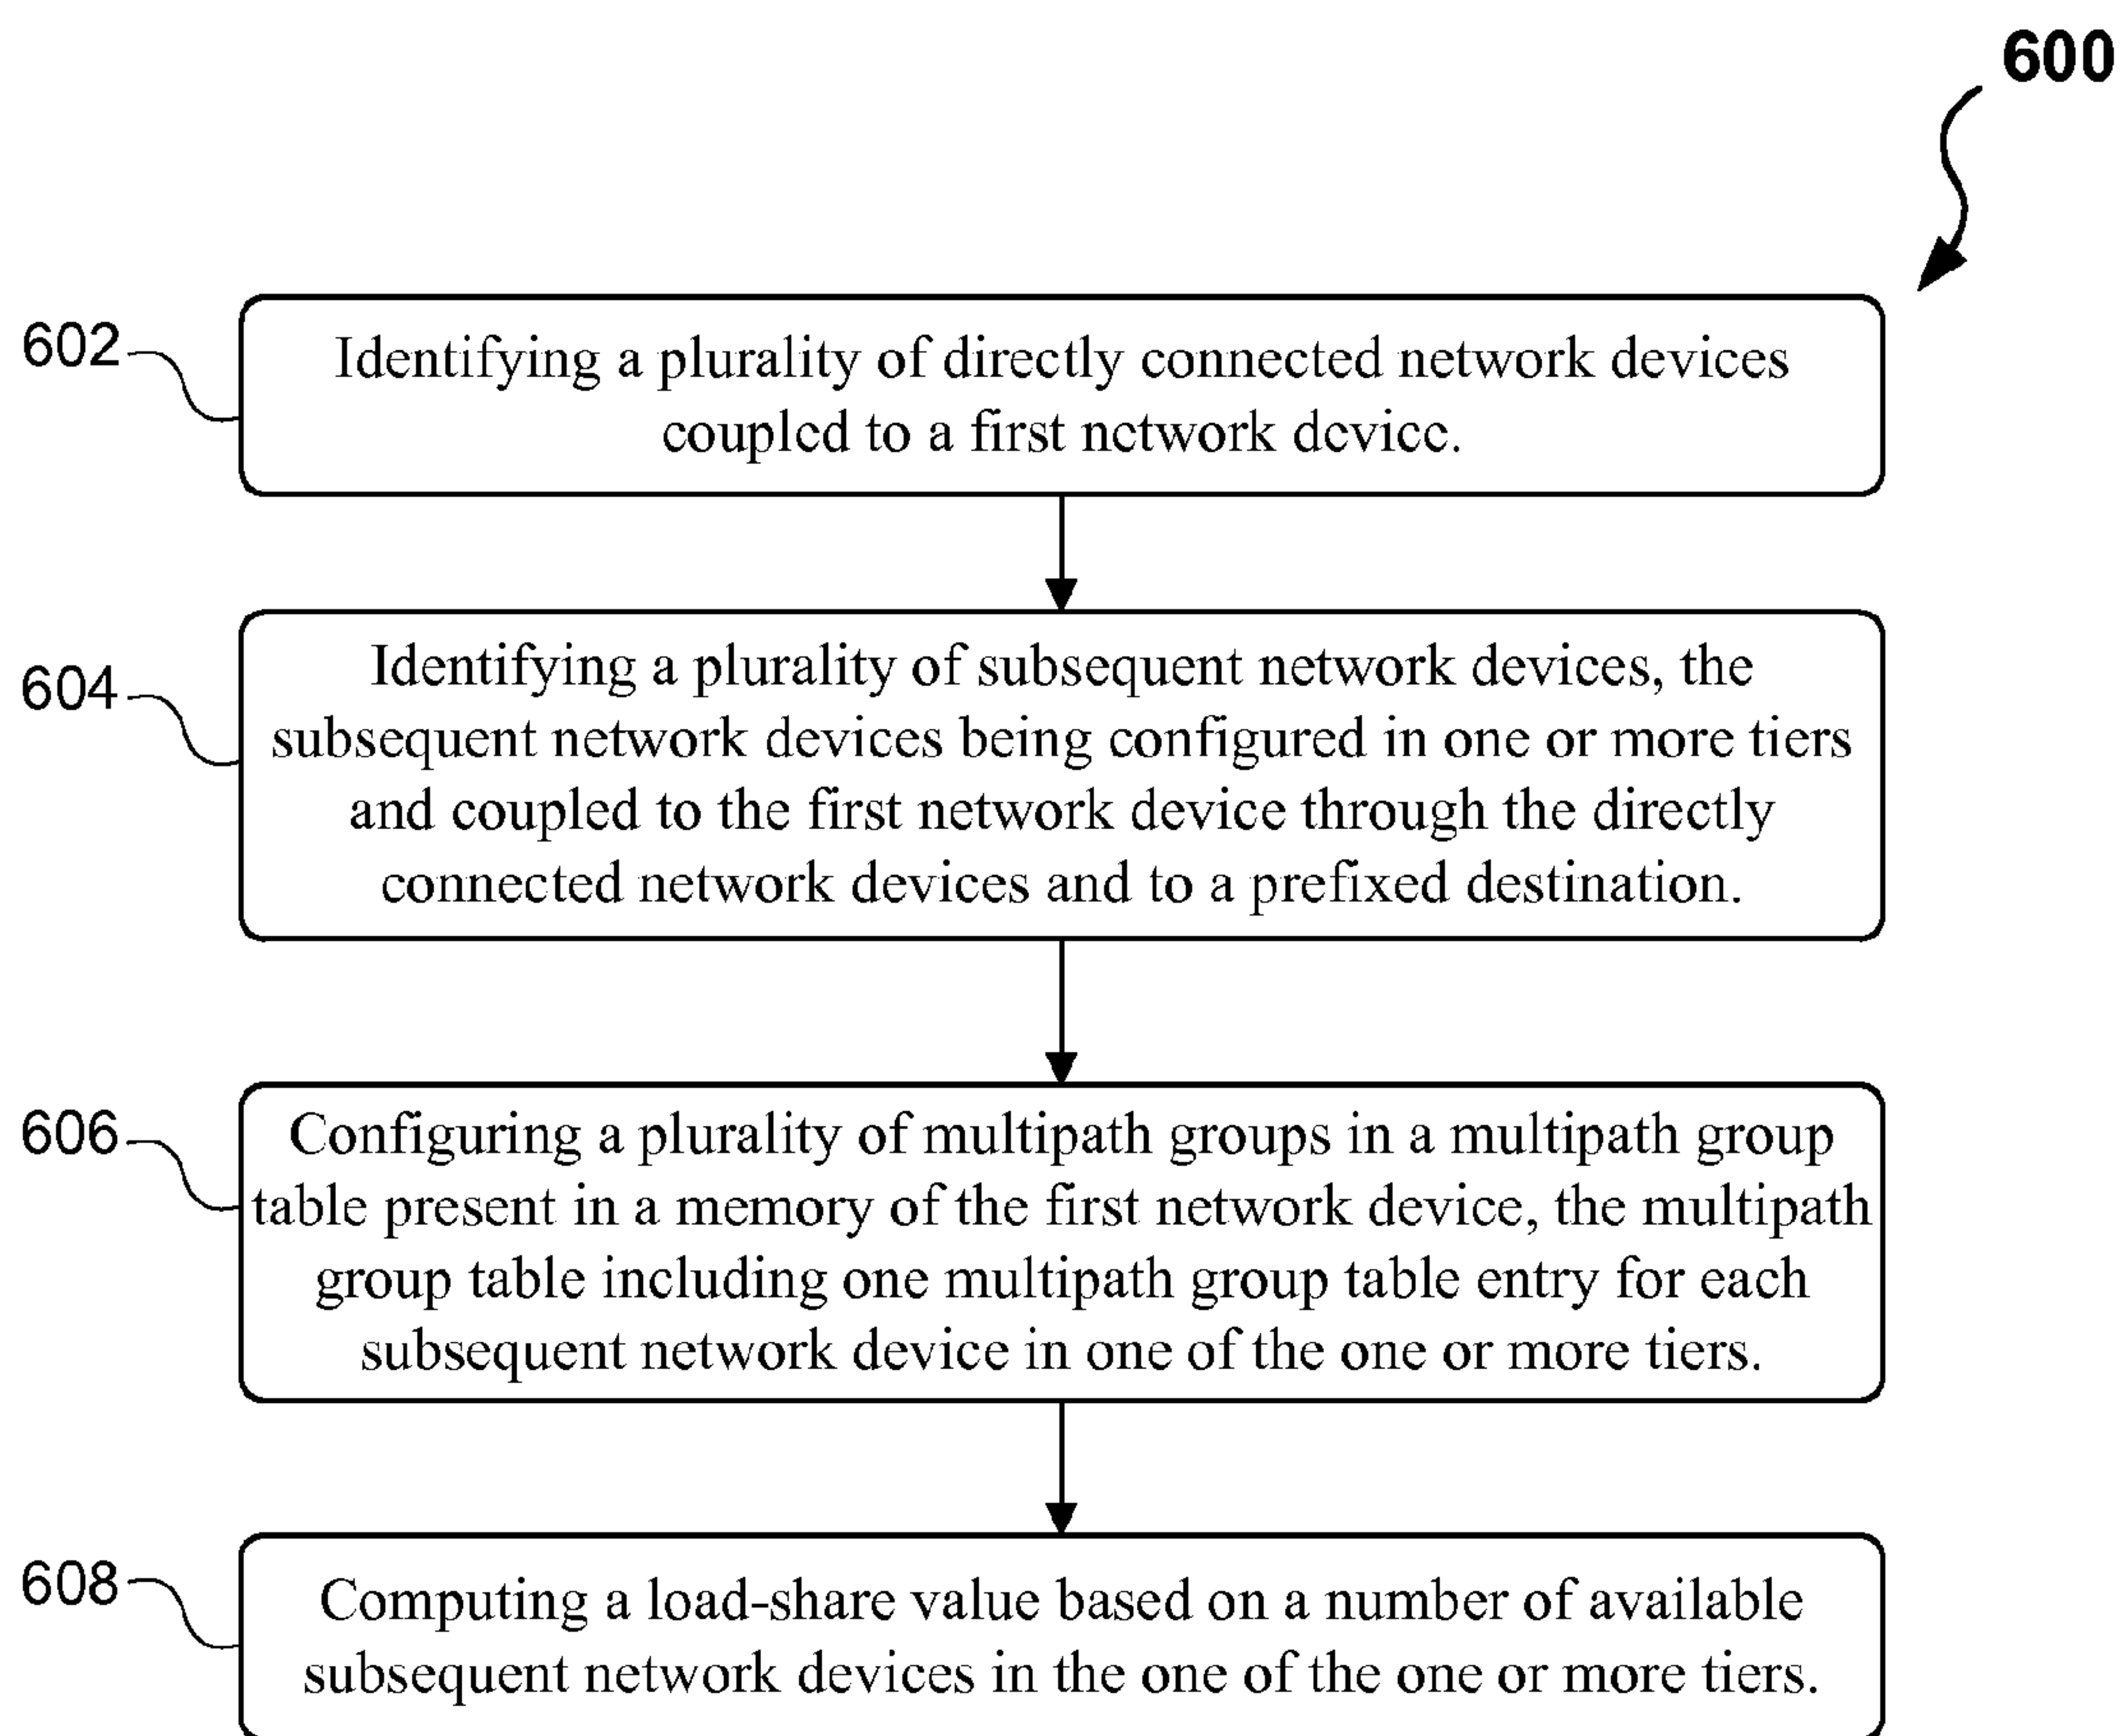 600
602
Identifying a plurality of directly connected network devices
coupled to a first network device.
604
Identifying a plurality of subsequent network devices, the
subsequent network devices being configured in one or more tiers
and coupled to the first network device through the directly
connected network devices and to a prefixed destination.
606
Configuring a plurality of multipath groups in a multipath group
table present in a memory of the first network device, the multipath
group table including one multipath group table entry for each
subsequent network device in one of the one or more tiers.
608
Computing a load-share value based on a number of available
subsequent network devices in the one of the one or more tiers.